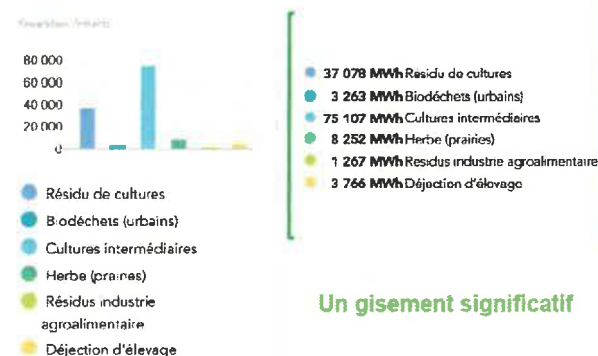 80 000
60 000
40 000
20 000
0
Résidu de cultures
Biodéchets (urbains)
Cultures intermédiaires
Herbe (prairies)
Résidus industrie
agroalimentaire
Déjection d'élevage
37 078 MWh Résidu de cultures
3 263 MWh Biodéchets (urbains)
75 107 MWh Cultures intermédiaires
8 252 MWh Herbe (prairies)
1 267 MWh Residus industrie agroalimentaire
3 766 MWh Déjection d'élevage
Un gisement significatif